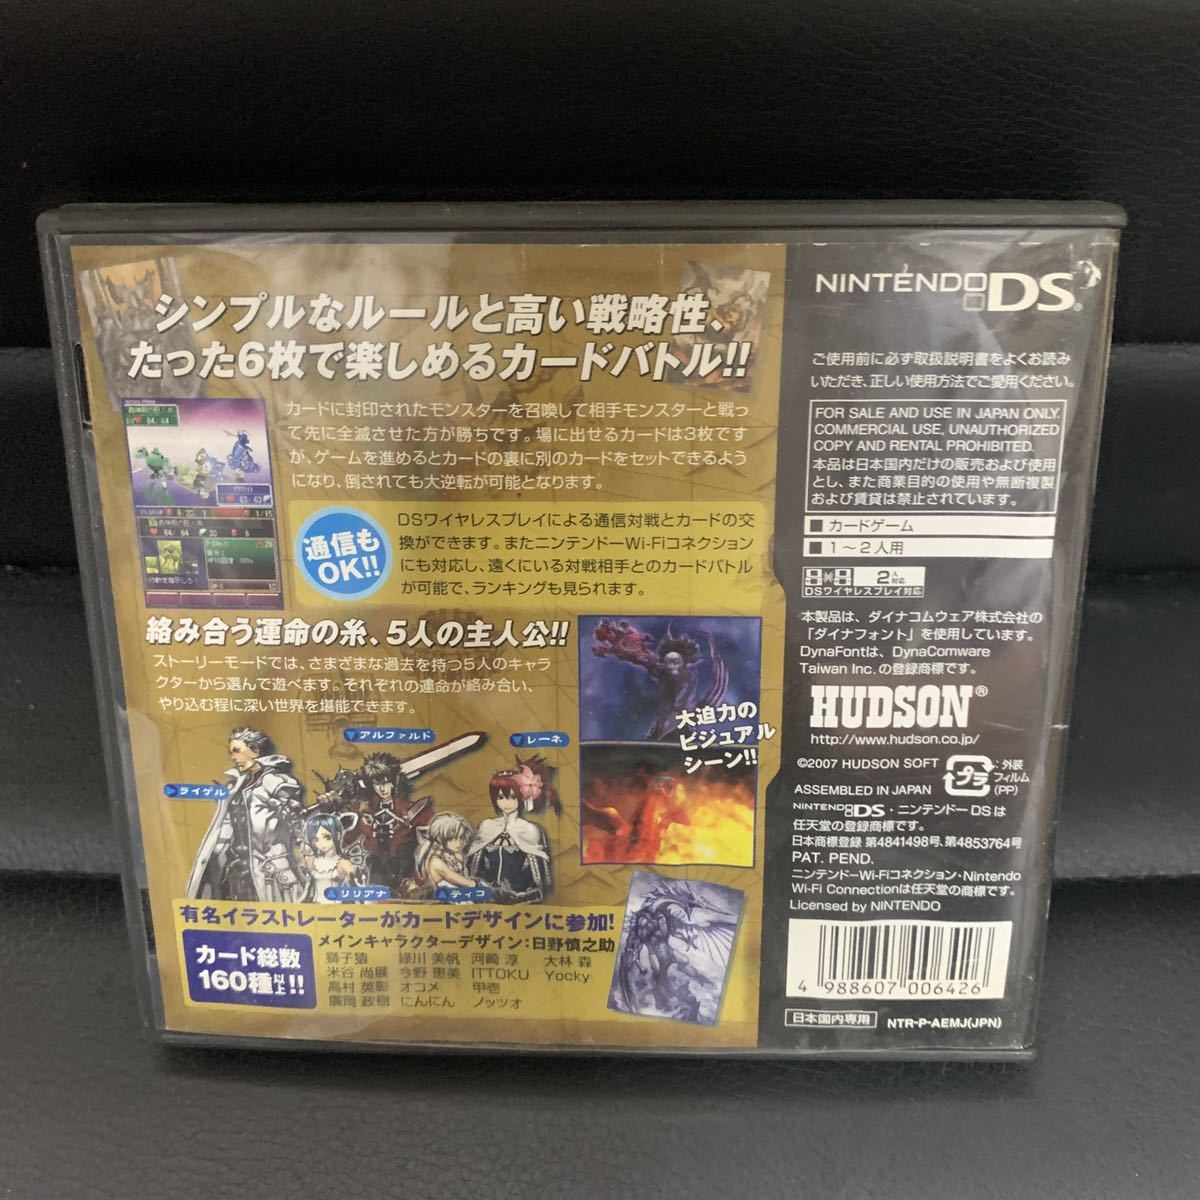 シンプルなルールと高い戦略性、
たった6枚で楽しめるカードバトル!!
カードに封印されたモンスターを召喚して相手モンスターと戦っ
て先に全滅させた方が勝ちです。場に出せるカードは3枚です
が、ゲームを進めるとカードの裏に別のカードをセットできるよう
になり、倒されても大逆転が可能となります。
通信も
OK!!
DSワイヤレスプレイによる通信対戦とカードの交
換ができます。またニンテンドーWi-Fiコネクション
にも対応し、遠くにいる対戦相手とのカードバトル
が可能で、ランキングも見られます。
絡み合う運命の糸、5人の主人公!!
ストーリーモードでは、さまざまな過去を持つ5人のキャラ
クターから選んで遊べます。それぞれの運命が絡み合い、
やり込む程に深い世界を堪能できます。
大迫力の
ビジュアル
シーン!!
▼アルファルド
▼レーネ
▶ライゲル
▲リリアナ
▲ティコ
有名イラストレーターがカードデザインに参加!
カード総数
160種以上!!
メインキャラクターデザイン:日野慎之助
獅子猿 緑川 美帆 河崎 淳 大林 森
米谷 尚展 今野 恵美 ITTOKU Yocky
高村 英彰 オコメ 甲壱
廣岡 政樹 にんにん ノッツオ
NINTENDO DS®
ご使用前に必ず取扱説明書をよくお読み
いただき、正しい使用方法でご愛用ください。
FOR SALE AND USE IN JAPAN ONLY.
COMMERCIAL USE, UNAUTHORIZED
COPY AND RENTAL PROHIBITED.
本品は日本国内だけの販売および使用
とし、また商業目的の使用や無断複製
および賃貸は禁止されています。
■カードゲーム
■1〜2人用
2人対応
DSワイヤレスプレイ対応
本製品は、ダイナコムウェア株式会社の
「ダイナフォント」を使用しています。
DynaFontは、DynaComware
Taiwan Inc.の登録商標です。
HUDSON®
http://www.hudson.co.jp/
©2007 HUDSON SOFT
ASSEMBLED IN JAPAN
プラ
:外装
フィルム
(PP)
NINTENDO DS・ニンテンドーDSは
任天堂の登録商標です。
日本商標登録 第4841498号、第4853764号
PAT. PEND.
ニンテンドーWi-Fiコネクション・Nintendo
Wi-Fi Connectionは任天堂の商標です。
Licensed by NINTENDO
4 988607 006426
日本国内専用 NTR-P-AEMJ(JPN)